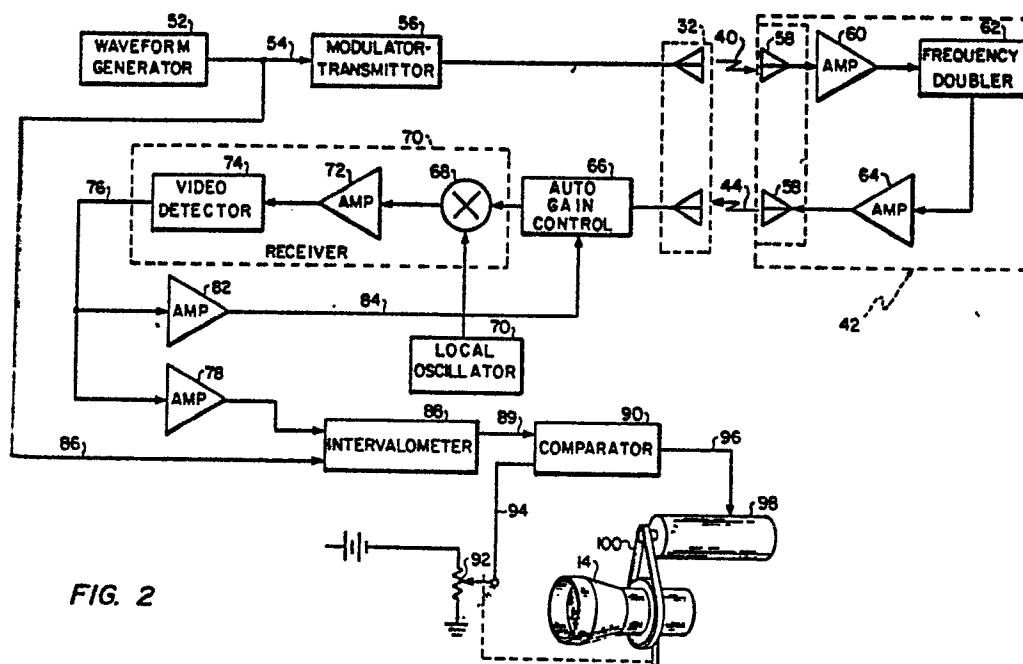 52
WAVEFORM
GENERATOR
54
56
MODULATOR-
TRANSMITTOR
32
40
58
60
AMP
62
FREQUENCY
DOUBLER
70
76
74
VIDEO
DETECTOR
72
AMP
68
66
AUTO
GAIN
CONTROL
44
58
64
AMP
RECEIVER
82
AMP
84
42
70
LOCAL
OSCILLATOR
78
AMP
86
88
INTERVALOMETER
89
90
COMPARATOR
96
94
98
100
14
92
FIG. 2